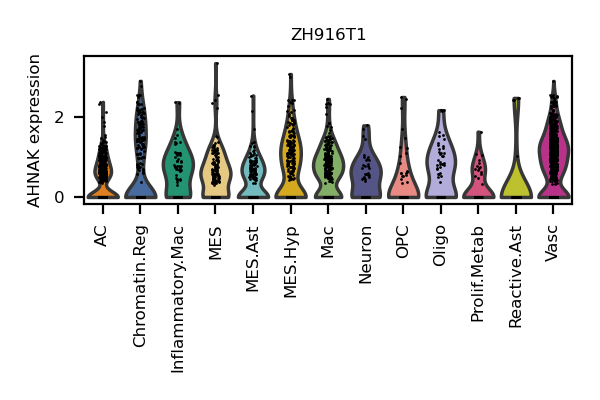 ZH916T1
AHNAK expression
2
0
AC
Chromatin.Reg
Inflammatory.Mac
MES
MES.Ast
MES.Hyp
Mac
Neuron
OPC
Oligo
Prolif.Metab
Reactive.Ast
Vasc